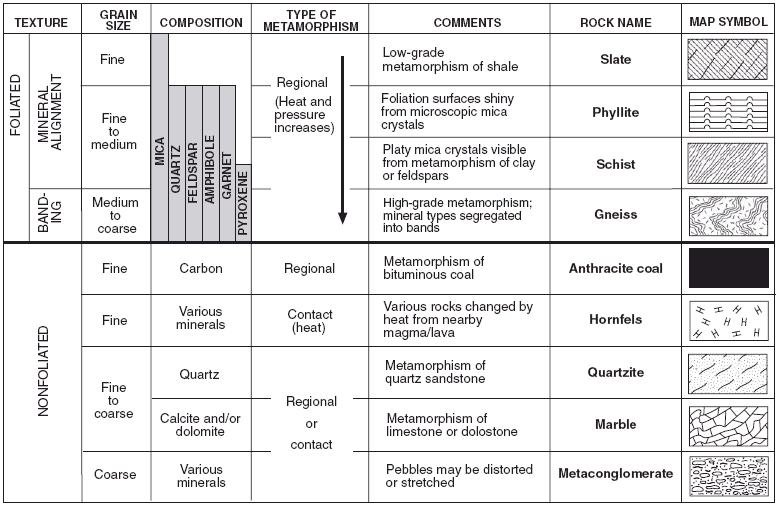 TEXTURE
GRAIN
SIZE
COMPOSITION
TYPE OF
METAMORPHISM
COMMENTS
ROCK NAME
MAP SYMBOL
FOLIATED
MINERAL
ALIGNMENT
Fine
MICA
QUARTZ
FELDSPAR
AMPHIBOLE
GARNET
PYROXENE
Regional
(Heat and
pressure
increases)
Low-grade
metamorphism of shale
Slate
Fine
to
medium
Foliation surfaces shiny
from microscopic mica
crystals
Phyllite
Platy mica crystals visible
from metamorphism of clay
or feldspars
Schist
BAND-
ING
Medium
to
coarse
High-grade metamorphism;
mineral types segregated
into bands
Gneiss
NONFOLIATED
Fine
Carbon
Regional
Metamorphism of
bituminous coal
Anthracite coal
Fine
Various
minerals
Contact
(heat)
Various rocks changed by
heat from nearby
magma/lava
Hornfels
Fine
to
coarse
Quartz
Regional
or
contact
Metamorphism of
quartz sandstone
Quartzite
Calcite and/or
dolomite
Metamorphism of
limestone or dolostone
Marble
Coarse
Various
minerals
Pebbles may be distorted
or stretched
Metaconglomerate